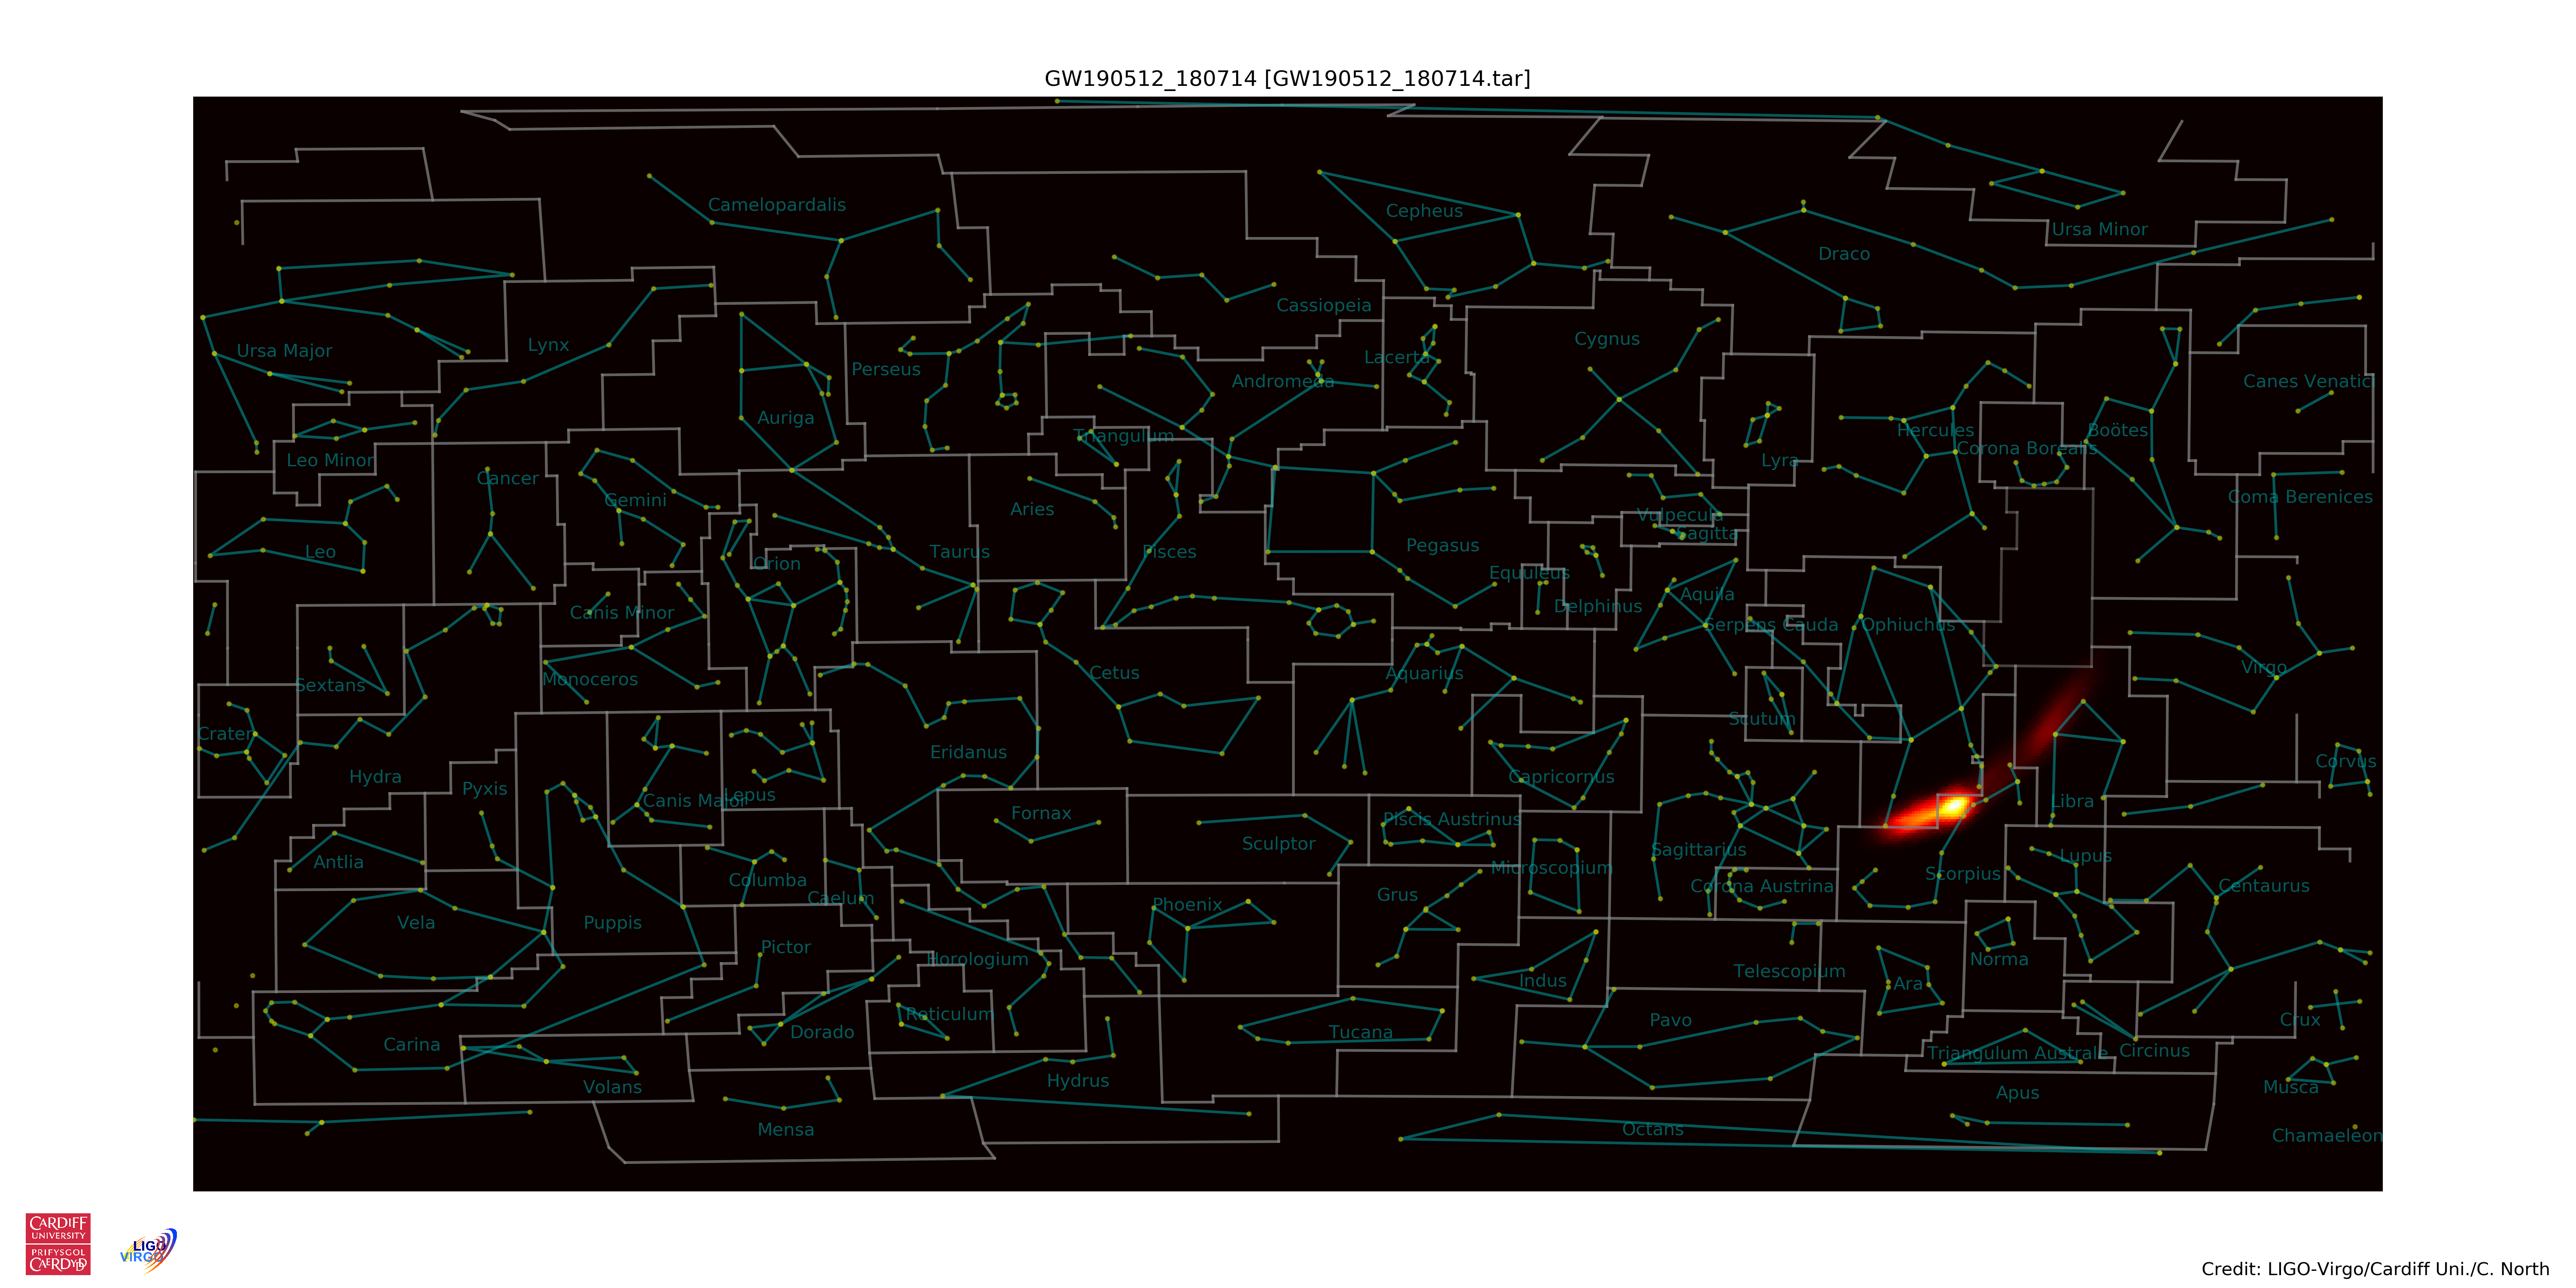 GW190512_180714 [GW190512_180714.tar]
Camelopardalis
Cepheus
Ursa Minor
Draco
Cassiopeia
Ursa Major
Lynx
Perseus
Lacerta
Cygnus
Andromeda
Canes Venatici
Auriga
Triangulum
Hercules
Boötes
Corona Borealis
Leo Minor
Lyra
Cancer
Gemini
Coma Berenices
Aries
Vulpecula
Sagitta
Leo
Orion
Taurus
Pisces
Pegasus
Equuleus
Canis Minor
Delphinus
Aquila
Serpens Cauda
Ophiuchus
Sextans
Monoceros
Cetus
Aquarius
Virgo
Crater
Scutum
Eridanus
Hydra
Pyxis
Capricornus
Corvus
Canis Major
Lepus
Libra
Fornax
Piscis Austrinus
Antlia
Sculptor
Sagittarius
Lupus
Microscopium
Columba
Caelum
Grus
Corona Austrina
Scorpius
Centaurus
Phoenix
Vela
Puppis
Pictor
Horologium
Indus
Telescopium
Norma
Ara
Reticulum
Carina
Dorado
Tucana
Pavo
Crux
Triangulum Australe
Circinus
Volans
Hydrus
Apus
Musca
Mensa
Octans
Chamaeleon
CARDIFF
UNIVERSITY
PRIFYSGOL
CAERDYDD
LIGO
VIRGO
Credit: LIGO-Virgo/Cardiff Uni./C. North